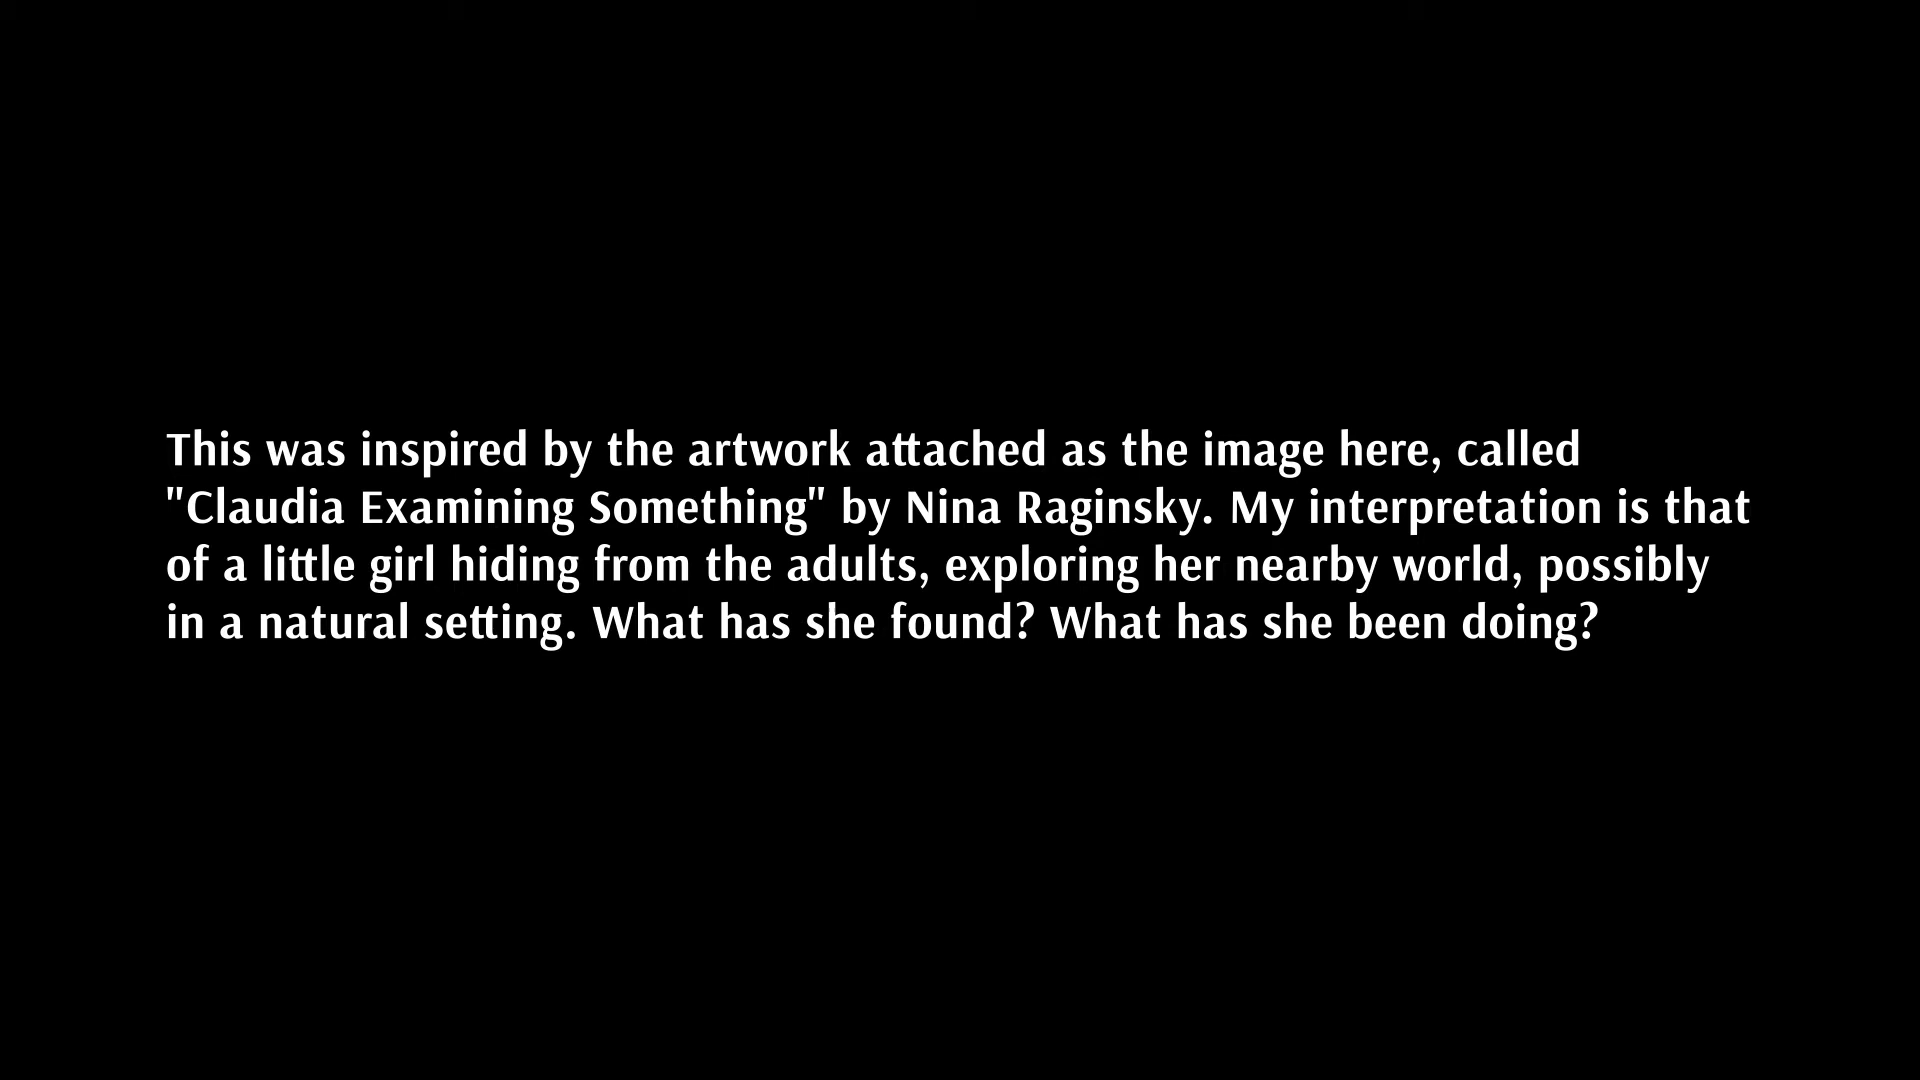 This was inspired by the artwork attached as the image here, called
"Claudia Examining Something" by Nina Raginsky. My interpretation is that
of a little girl hiding from the adults, exploring her nearby world, possibly
in a natural setting. What has she found? What has she been doing?